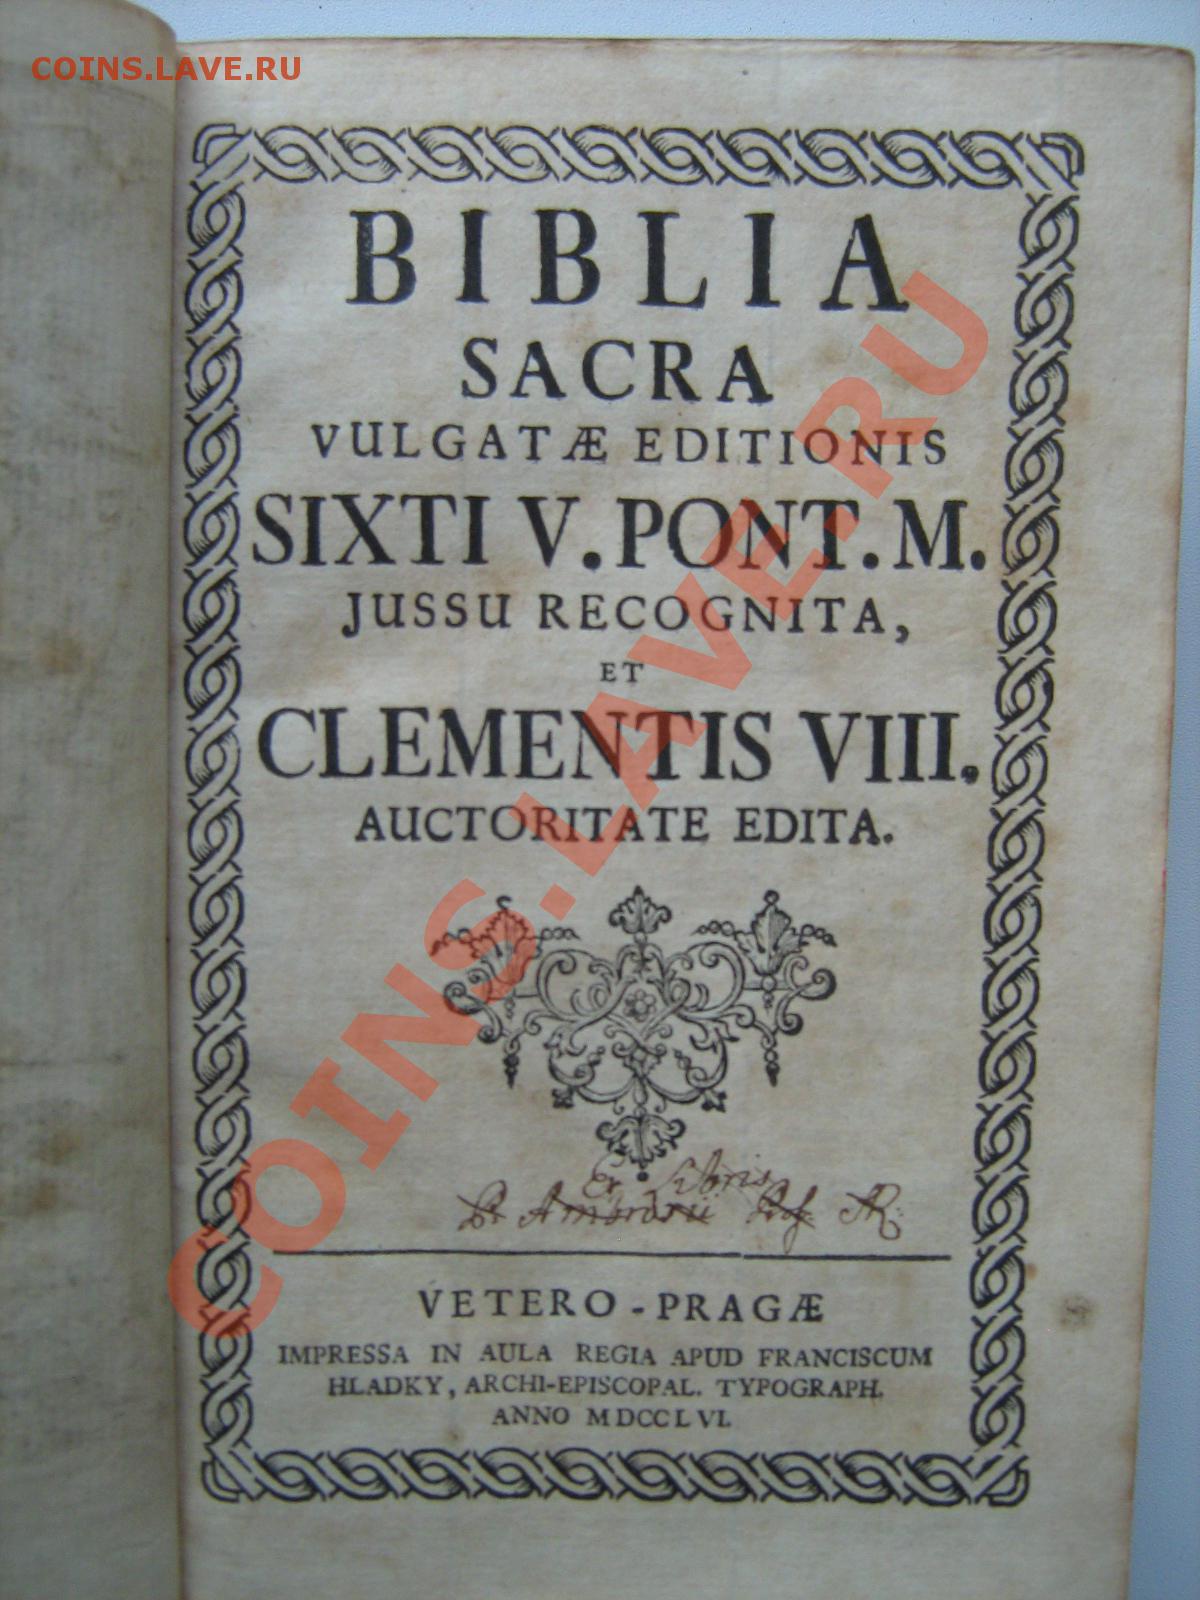 COINS.LAVE.RU
BIBLIA
SACRA
VULGATÆ EDITIONIS
SIXTI V. PONT. M.
JUSSU RECOGNITA,
ET
CLEMENTIS VIII.
AUCTORITATE EDITA.
COINS.LAVE.RU
Ex Libris
VETERO-PRAGÆ
IMPRESSA IN AULA REGIA APUD FRANCISCUM
HLADKY, ARCHI-EPISCOPAL. TYPOGRAPH.
ANNO MDCCLVI.